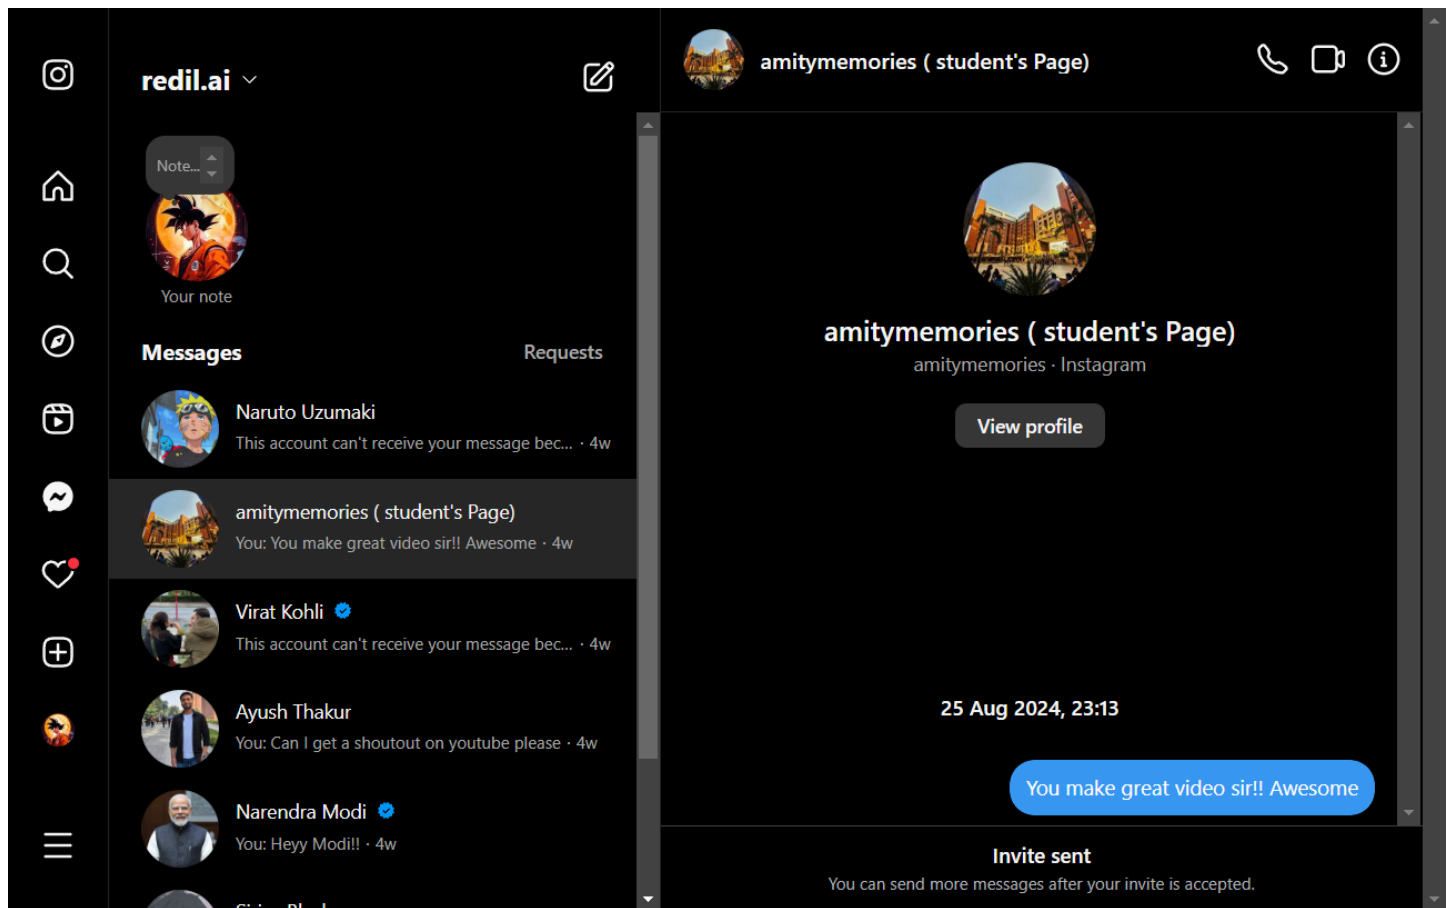 redil.ai
Note...
Your note
Messages
Requests
Naruto Uzumaki
This account can't receive your message bec... · 4w
amitymemories ( student's Page)
You: You make great video sir!! Awesome · 4w
Virat Kohli
This account can't receive your message bec... · 4w
Ayush Thakur
You: Can I get a shoutout on youtube please · 4w
Narendra Modi
You: Heyy Modi!! · 4w
amitymemories ( student's Page)
amitymemories ( student's Page)
amitymemories · Instagram
View profile
25 Aug 2024, 23:13
You make great video sir!! Awesome
Invite sent
You can send more messages after your invite is accepted.